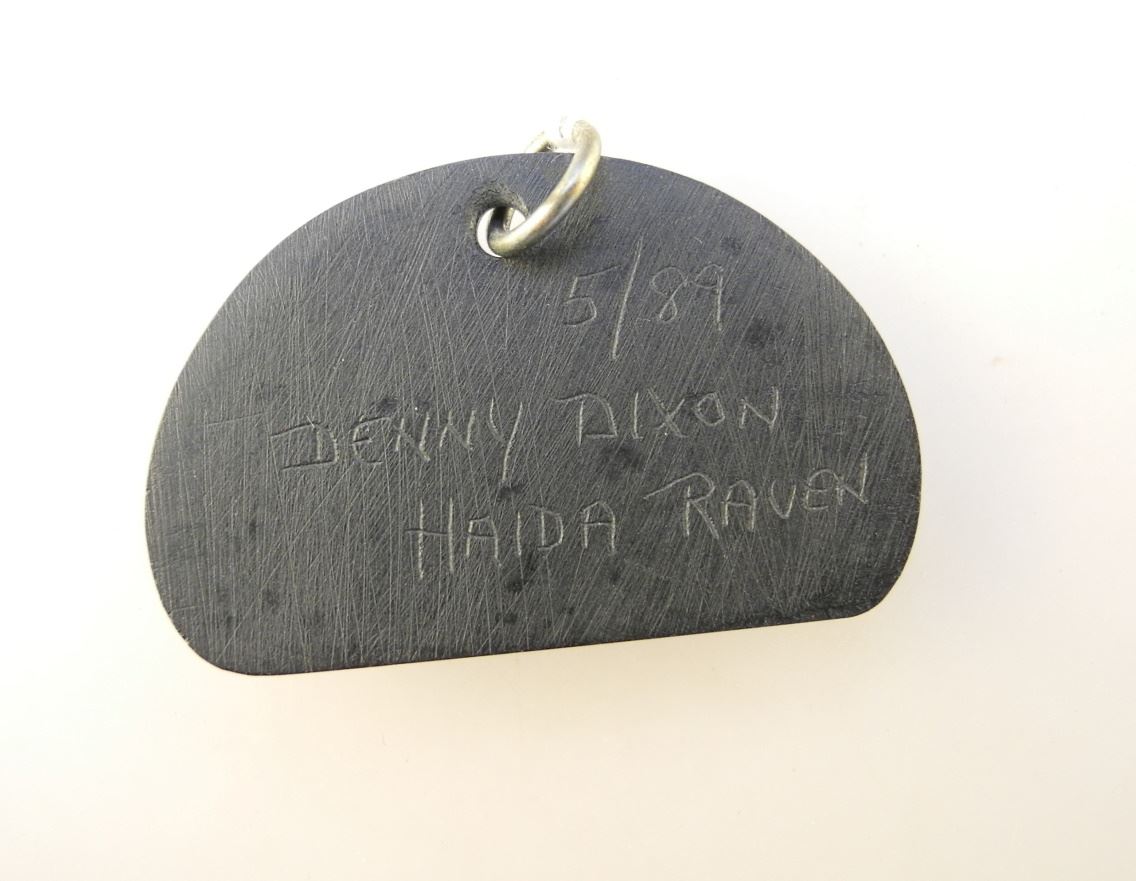 5/89
DENNY DIXON
HAIDA RAVEN